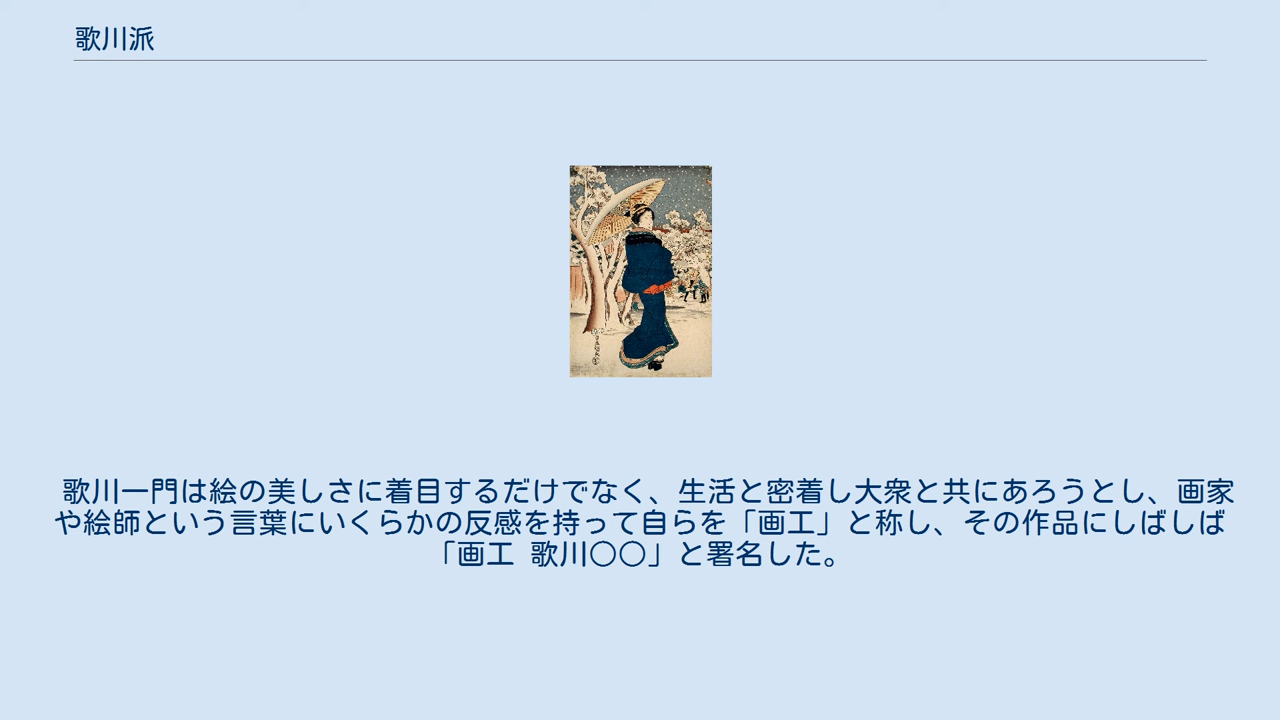 歌川派
歌川一門は絵の美しさに着目するだけでなく、生活と密着し大衆と共にあろうとし、画家
や絵師という言葉にいくらかの反感を持って自らを「画工」と称し、その作品にしばしば
「画工 歌川〇〇」と署名した。